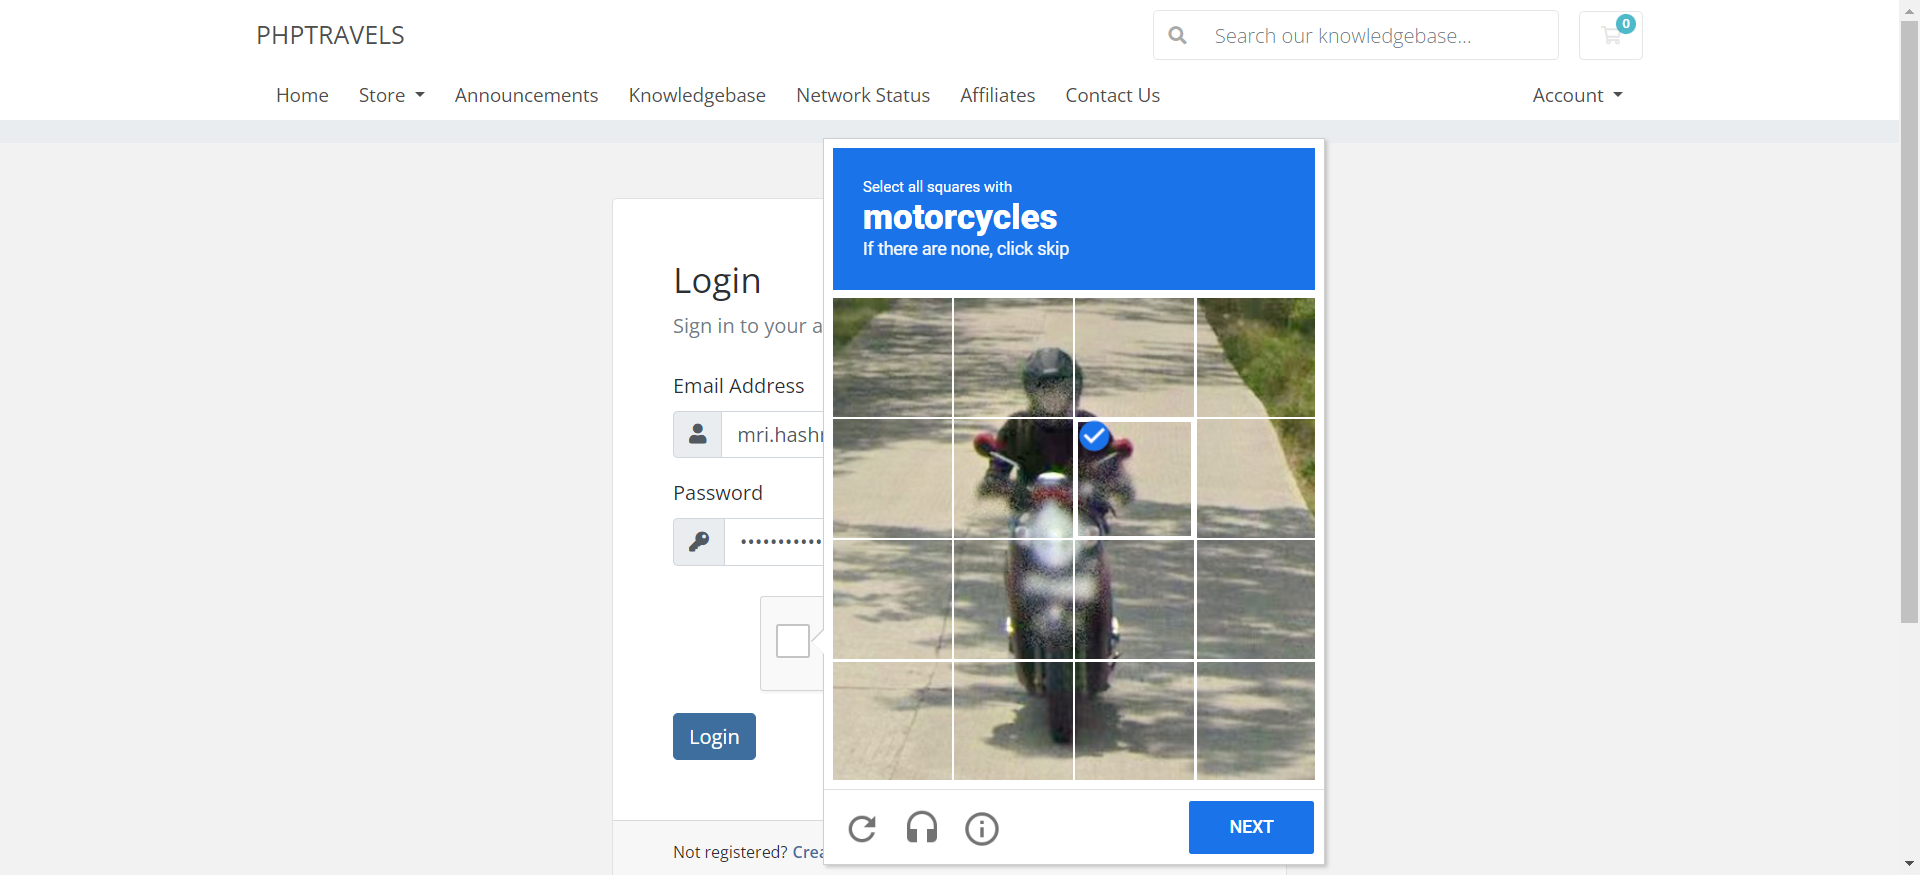 PHPTRAVELS
Search our knowledgebase...
0
Home
Store
Announcements
Knowledgebase
Network Status
Affiliates
Contact Us
Account
Select all squares with
motorcycles
If there are none, click skip
Login
Sign in to your a
Email Address
mri.hashr
Password
Login
NEXT
Not registered? Crea